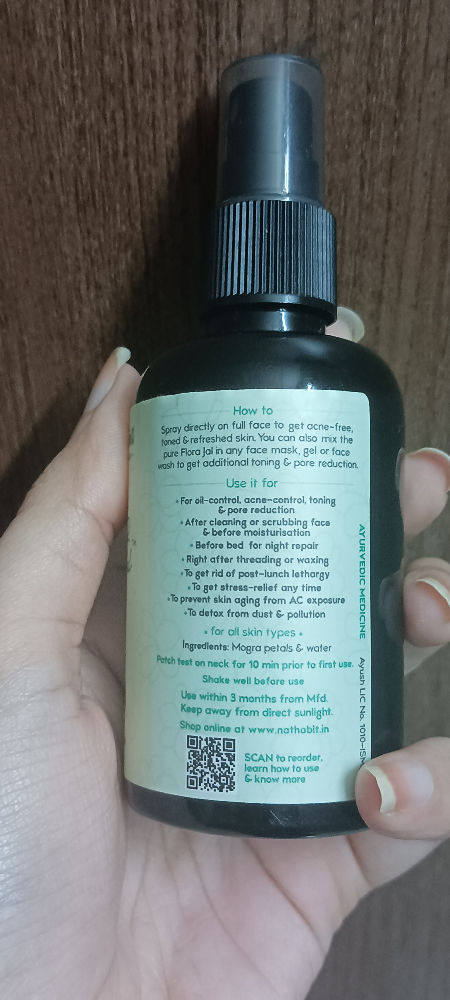 How to
Spray directly on full face to get acne-free,
toned & refreshed skin. You can also mix the
pure Flora Jal in any face mask, gel or face
wash to get additional toning & pore reduction.
Use it for
• For oil-control, acne-control, toning
& pore reduction
• After cleaning or scrubbing face
& before moisturisation
• Before bed for night repair
• Right after threading or waxing
• To get rid of post-lunch lethargy
• To get stress-relief any time
• To prevent skin aging from AC exposure
• To detox from dust & pollution
• for all skin types •
Ingredients: Mogra petals & water
Patch test on neck for 10 min prior to first use.
Shake well before use
Use within 3 months from Mfd.
Keep away from direct sunlight.
Shop online at www.nathabit.in
SCAN to reorder,
learn how to use
& know more
AYURVEDIC MEDICINE Ayush LIC No. 1010-ISM